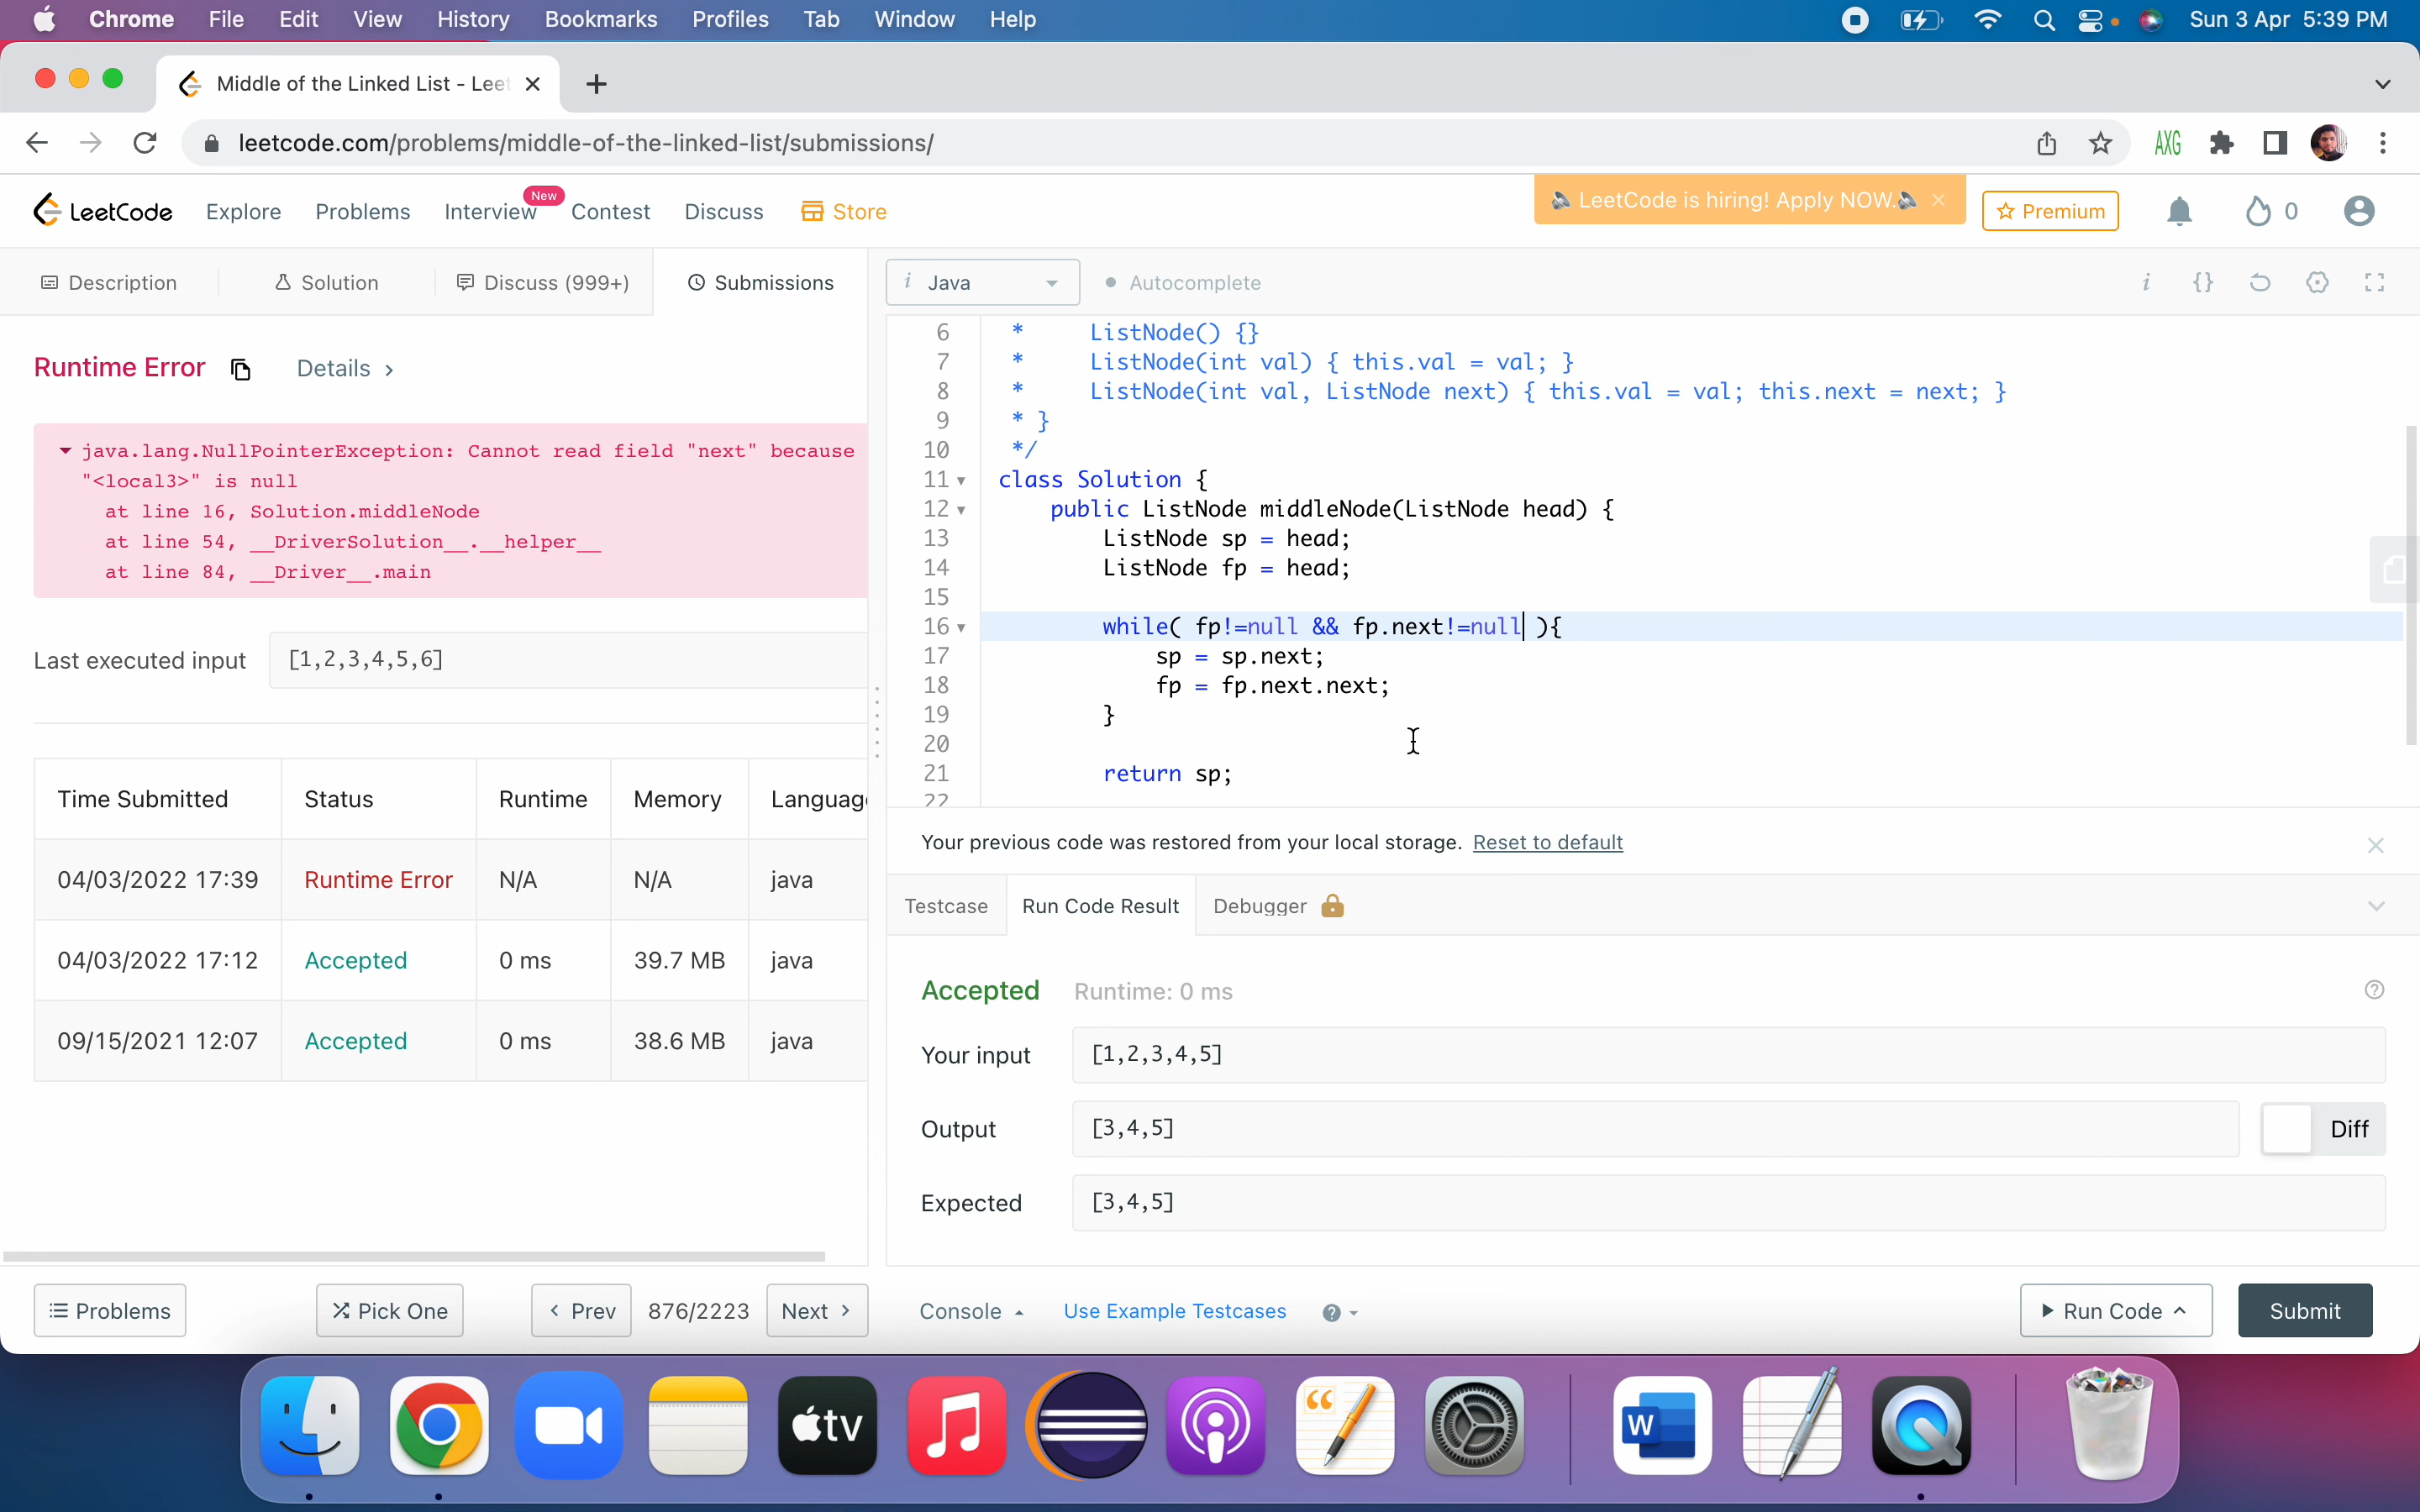 Chrome File Edit View History Bookmarks Profiles Tab Window Help Sun 3 Apr 5:39 PM
Middle of the Linked List - Leet
leetcode.com/problems/middle-of-the-linked-list/submissions/ AXG
LeetCode Explore Problems Interview New Contest Discuss Store LeetCode is hiring! Apply NOW. Premium 0
Description Solution Discuss (999+) Submissions i Java Autocomplete i {}
Runtime Error Details >
java.lang.NullPointerException: Cannot read field "next" because
"<local3>" is null
at line 16, Solution.middleNode
at line 54, __DriverSolution__.__helper__
at line 84, __Driver__.main
Last executed input [1,2,3,4,5,6]
Time Submitted Status Runtime Memory Languag
04/03/2022 17:39 Runtime Error N/A N/A java
04/03/2022 17:12 Accepted 0 ms 39.7 MB java
09/15/2021 12:07 Accepted 0 ms 38.6 MB java
6 * ListNode() {}
7 * ListNode(int val) { this.val = val; }
8 * ListNode(int val, ListNode next) { this.val = val; this.next = next; }
9 * }
10 */
11 class Solution {
12 public ListNode middleNode(ListNode head) {
13 ListNode sp = head;
14 ListNode fp = head;
15
16 while( fp!=null && fp.next!=null ){
17 sp = sp.next;
18 fp = fp.next.next;
19 }
20
21 return sp;
22
Your previous code was restored from your local storage. Reset to default
Testcase Run Code Result Debugger
Accepted Runtime: 0 ms
Your input [1,2,3,4,5]
Output [3,4,5] Diff
Expected [3,4,5]
Problems Pick One < Prev 876/2223 Next > Console Use Example Testcases Run Code Submit
tv W